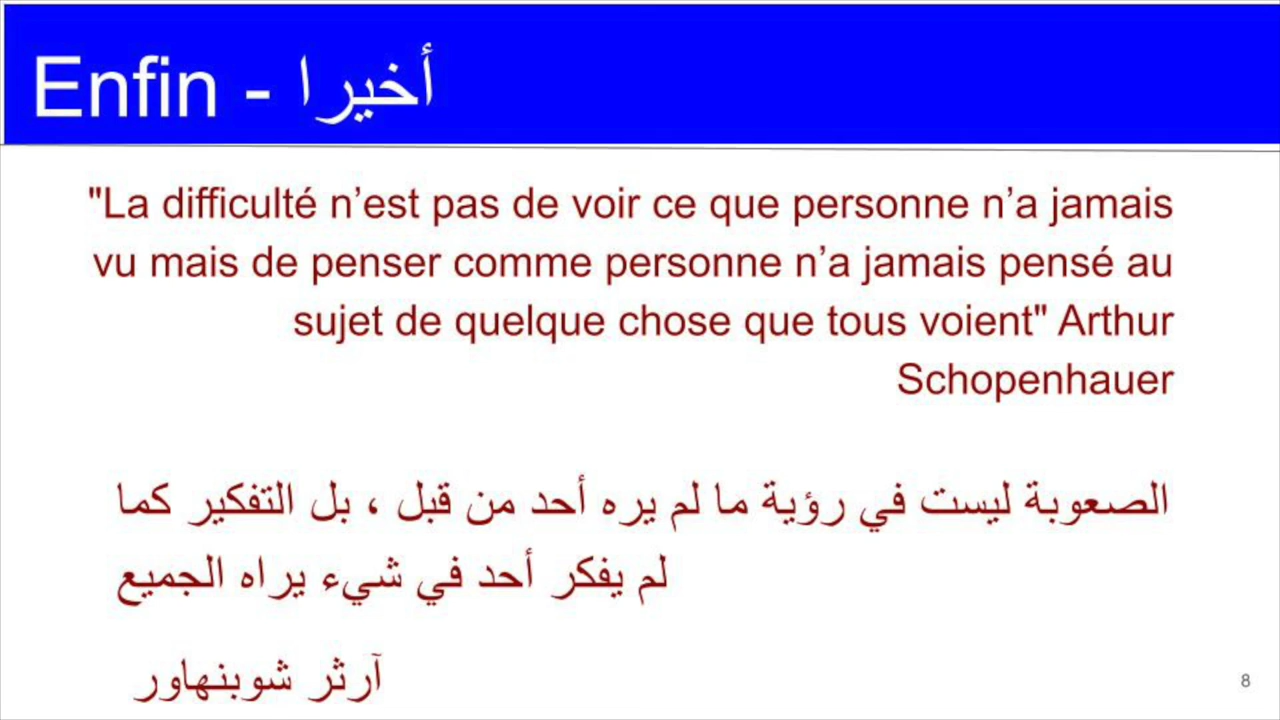 Enfin - أخيرا
"La difficulté n’est pas de voir ce que personne n’a jamais
vu mais de penser comme personne n’a jamais pensé au
sujet de quelque chose que tous voient" Arthur
Schopenhauer
الصعوبة ليست في رؤية ما لم يره أحد من قبل ، بل التفكير كما
لم يفكر أحد في شيء يراه الجميع
آرثر شوبنهاور
8